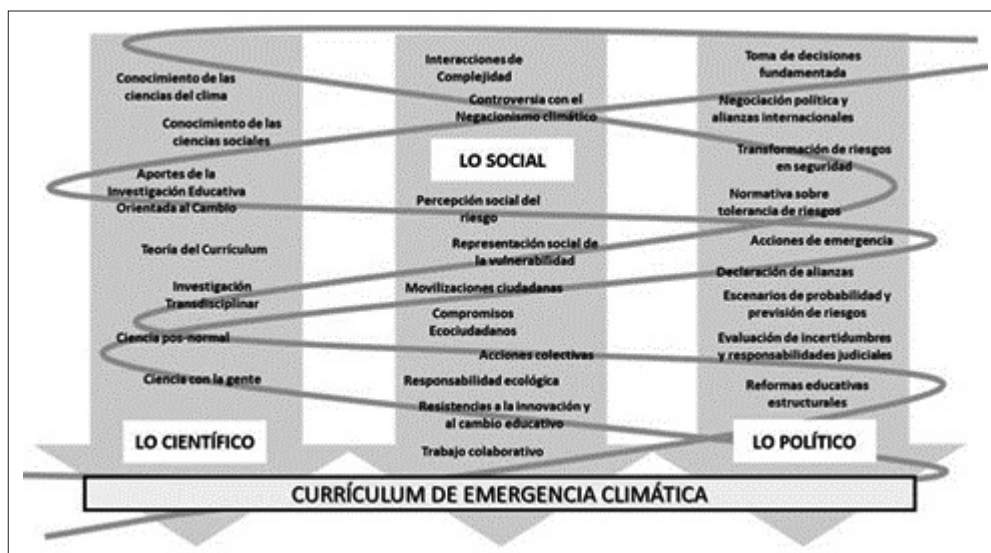 Conocimiento de las
ciencias del clima
Conocimiento de las
ciencias sociales
Aportes de la
Investigación Educativa
Orientada al Cambio
Teoría del Currículum
Investigación
Transdisciplinar
Ciencia pos-normal
Ciencia con la gente
LO CIENTÍFICO
Interacciones de
Complejidad
Controversia con el
Negacionismo climático
LO SOCIAL
Percepción social del
riesgo
Representación social de
la vulnerabilidad
Movilizaciones ciudadanas
Compromisos
Ecociudadanos
Acciones colectivas
Responsabilidad ecológica
Resistencias a la innovación y
al cambio educativo
Trabajo colaborativo
Toma de decisiones
fundamentada
Negociación política y
alianzas internacionales
Transformación de riesgos
en seguridad
Normativa sobre
tolerancia de riesgos
Acciones de emergencia
Declaración de alianzas
Escenarios de probabilidad y
previsión de riesgos
Evaluación de incertidumbres
y responsabilidades judiciales
Reformas educativas
estructurales
LO POLÍTICO
CURRÍCULUM DE EMERGENCIA CLIMÁTICA